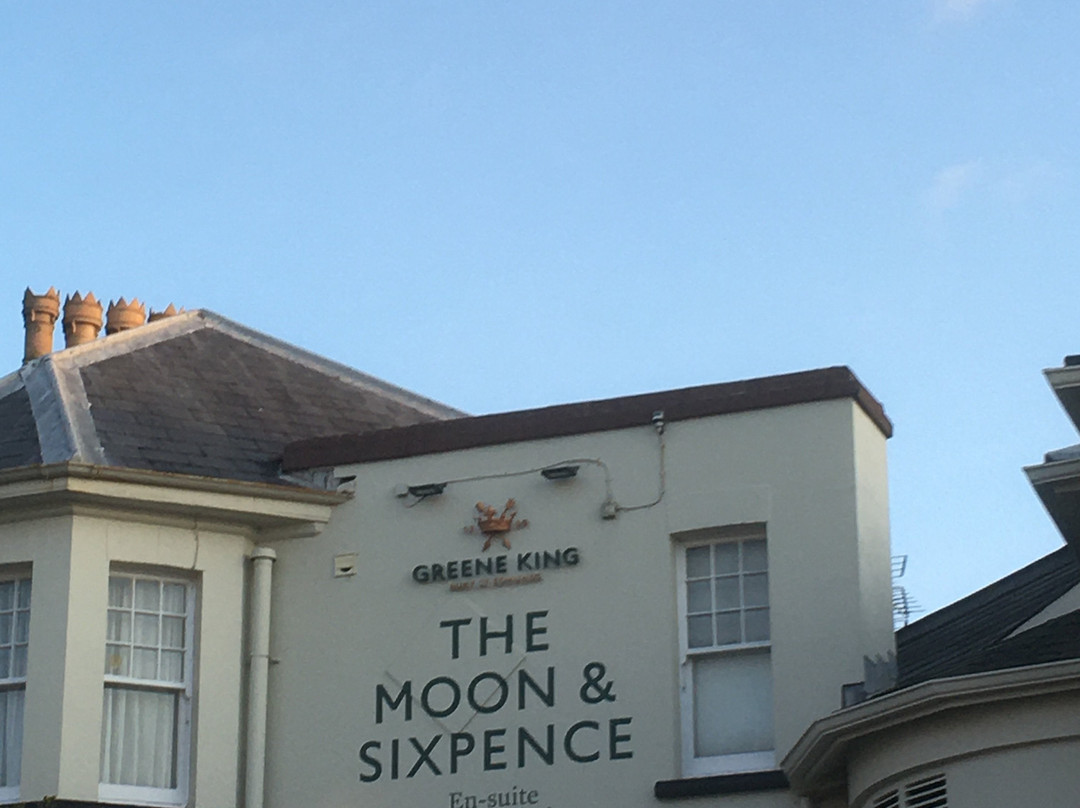 GREENE KING
THE
MOON &
SIXPENCE
En-suite